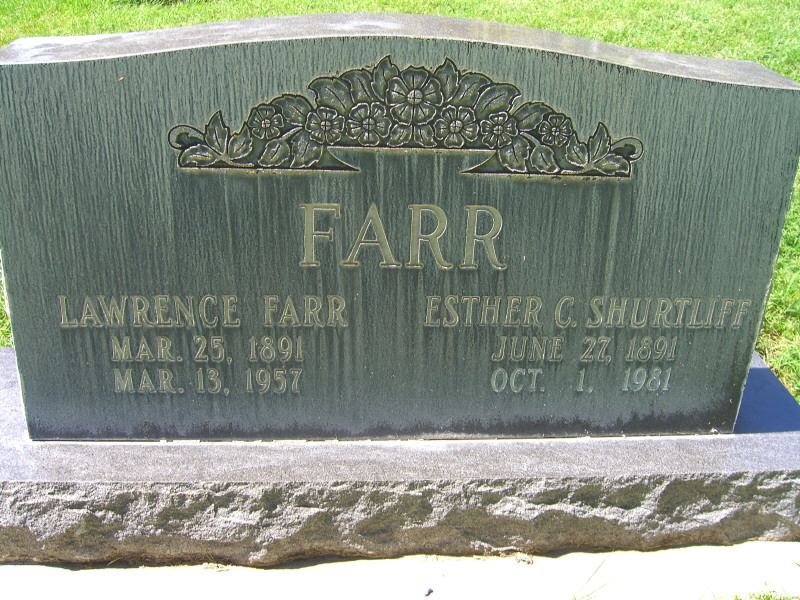 FARR
LAWRENCE FARR
MAR. 25, 1891
MAR. 13, 1957
ESTHER C. SHURTLIFF
JUNE 27, 1891
OCT. 1, 1981